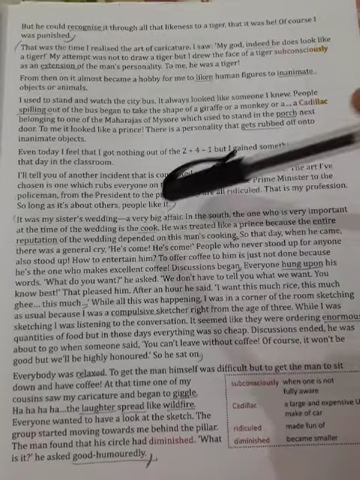 But he could recognise it through all that likeness to a tiger, that it was he! Of course I
was punished.
That was the time I realised the art of caricature. I saw: 'My god, indeed he does look like
a tiger!' My attempt was not to draw a tiger but I drew the face of a tiger subconsciously
as an extension of the man's personality. To me, he was a tiger!
From then on it almost became a hobby for me to liken human figures to inanimate
objects or animals.
I used to stand and watch the city bus. It always looked like someone I knew. People
spilling out of the bus began to take the shape of a giraffe or a monkey or a... a Cadillac
belonging to one of the Maharajas of Mysore which used to stand in the porch next
door. To me it looked like a prince! There is a personality that gets rubbed off onto
inanimate objects.
Even today I feel that I got nothing out of the 2 + 4 – 1 but I gained
that day in the classroom.
I'll tell you of another incident that is The art I've
chosen is one which rubs everyone on Prime Minister to the
policeman, from the President to the are all ridiculed. That is my profession.
So long as it's about others, people like it.
It was my sister's wedding—a very big affair. In the south, the one who is very important
at the time of the wedding is the cook. He was treated like a prince because the entire
reputation of the wedding depended on this man's cooking. So that day, when he came,
there was a general cry, 'He's come! He's come!' People who never stood up for anyone
also stood up! How to entertain him? To offer coffee to him is just not done because
he's the one who makes excellent coffee! Discussions began. Everyone hung upon his
words. 'What do you want?' he asked. 'We don't have to tell you what we want. You
know best!' That pleased him. After an hour he said, 'I want this much rice, this much
ghee... this much...' While all this was happening, I was in a corner of the room sketching
as usual because I was a compulsive sketcher right from the age of three. While I was
sketching I was listening to the conversation. It seemed like they were ordering enormous
quantities of food but in those days everything was so cheap. Discussions ended, he was
about to go when someone said, 'You can't leave without coffee! Of course, it won't be
good but we'll be highly honoured.' So he sat on.
Everybody was relaxed. To get the man himself was difficult but to get the man to sit
down and have coffee! At that time one of my
cousins saw my caricature and began to giggle.
Ha ha ha ha...the laughter spread like wildfire.
Everyone wanted to have a look at the sketch. The
group started moving towards me behind the pillar.
The man found that his circle had diminished. 'What
is it?' he asked good-humouredly.
subconsciously when one is not
fully aware
Cadillac a large and expensive U
make of car
ridiculed made fun of
diminished became smaller